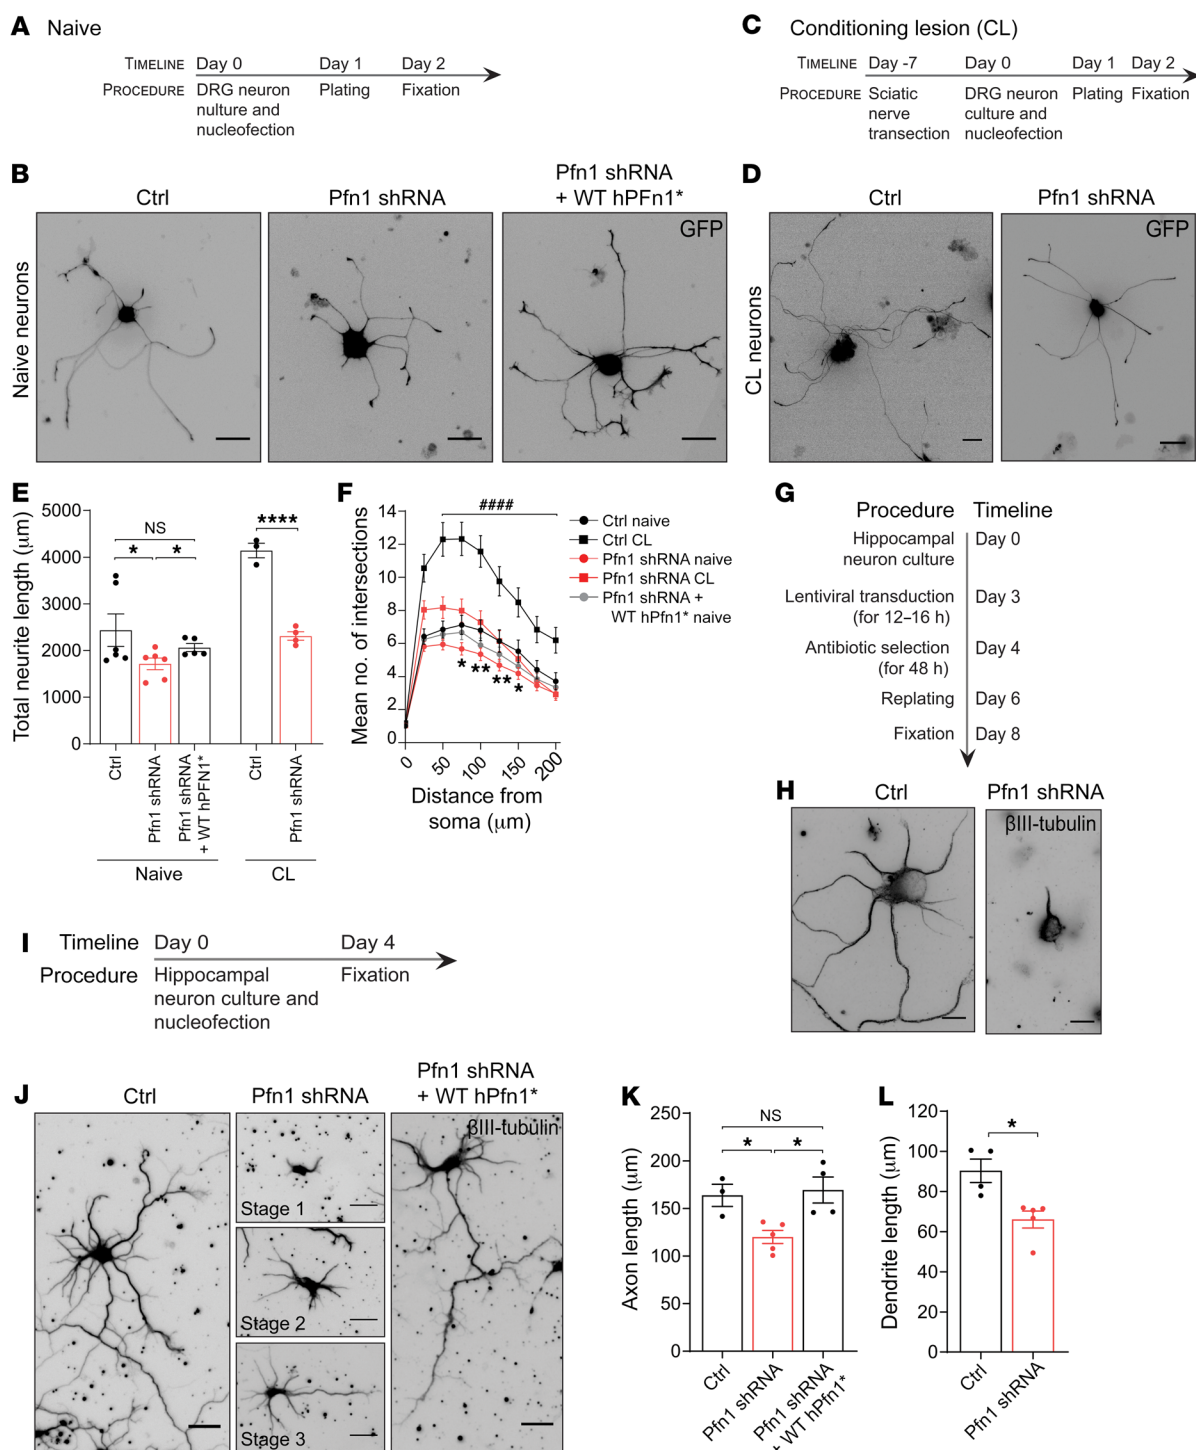 A Naive
TIMELINE Day 0 Day 1 Day 2
PROCEDURE DRG neuron Plating Fixation
nulture and
nucleofection
C Conditioning lesion (CL)
TIMELINE Day -7 Day 0 Day 1 Day 2
PROCEDURE Sciatic DRG neuron Plating Fixation
nerve culture and
transection nucleofection
B
Ctrl
Pfn1 shRNA
Pfn1 shRNA
+ WT hPFn1*
GFP
Naive neurons
D
Ctrl
Pfn1 shRNA
GFP
CL neurons
E
Total neurite length (μm)
5000
4000
3000
2000
1000
0
NS
* *
****
Ctrl
Pfn1 shRNA
Pfn1 shRNA
+ WT hPFN1*
Ctrl
Pfn1 shRNA
Naive CL
F
Mean no. of intersections
14
12
10
8
6
4
2
0
####
* ** ** *
0 50 100 150 200
Distance from
soma (μm)
Ctrl naive
Ctrl CL
Pfn1 shRNA naive
Pfn1 shRNA CL
Pfn1 shRNA +
WT hPfn1* naive
G
Procedure Timeline
Hippocampal Day 0
neuron culture
Lentiviral transduction Day 3
(for 12–16 h)
Antibiotic selection Day 4
(for 48 h)
Replating Day 6
Fixation Day 8
H
Ctrl
Pfn1 shRNA
βIII-tubulin
I
Timeline Day 0 Day 4
Procedure Hippocampal Fixation
neuron culture and
nucleofection
J
Ctrl
Pfn1 shRNA
Pfn1 shRNA
+ WT hPfn1*
βIII-tubulin
Stage 1
Stage 2
Stage 3
K
Axon length (μm)
250
200
150
100
50
0
NS
* *
Ctrl
Pfn1 shRNA
Pfn1 shRNA
+ WT hPfn1*
L
Dendrite length (μm)
120
100
80
60
40
20
0
*
Ctrl
Pfn1 shRNA